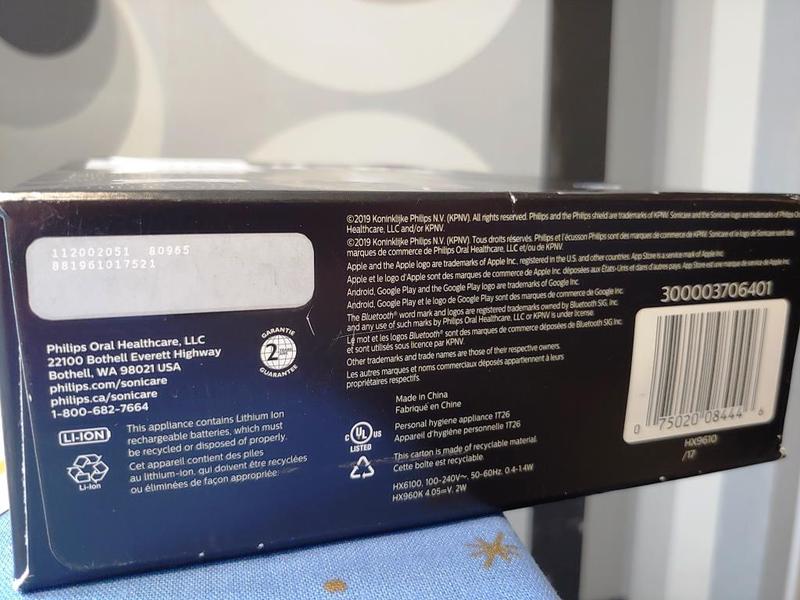 112002051 80965
881961017521
Philips Oral Healthcare, LLC
22100 Bothell Everett Highway
Bothell, WA 98021 USA
philips.com/sonicare
philips.ca/sonicare
1-800-682-7664
GARANTIE
2
GUARANTEE
LI-ION
This appliance contains Lithium Ion
rechargeable batteries, which must
be recycled or disposed of properly.
Cet appareil contient des piles
au lithium-ion, qui doivent être recyclées
ou éliminées de façon appropriée.
Li-Ion
©2019 Koninklijke Philips N.V. (KPNV). All rights reserved. Philips and the Philips shield are trademarks of KPNV. Sonicare and the Sonicare logo are trademarks of Philips
Healthcare, LLC and/or KPNV.
©2019 Koninklijke Philips N.V. (KPNV). Tous droits réservés. Philips et l'écusson Philips sont des marques de commerce de KPNV. Sonicare et le logo Sonicare sont des
marques de commerce de Philips Oral Healthcare, LLC et/ou de KPNV.
Apple and the Apple logo are trademarks of Apple Inc., registered in the U.S. and other countries. App Store is a service mark of Apple Inc.
Apple et le logo d'Apple sont des marques de commerce de Apple Inc. déposées aux États-Unis et dans d'autres pays. App Store est une marque de service de Apple Inc.
Android, Google Play and the Google Play logo are trademarks of Google Inc.
Android, Google Play et le logo de Google Play sont des marques de commerce de Google Inc.
The Bluetooth® word mark and logos are registered trademarks owned by Bluetooth SIG, Inc.
and any use of such marks by Philips Oral Healthcare, LLC or KPNV is under license.
Le mot et les logos Bluetooth® sont des marques de commerce déposées de Bluetooth SIG, Inc.
et sont utilisés sous licence par KPNV.
Other trademarks and trade names are those of their respective owners.
Les autres marques et noms commerciaux déposés appartiennent à leurs
propriétaires respectifs.
Made in China
Fabriqué en Chine
c UL US
LISTED
Personal hygiene appliance 1T26
Appareil d'hygiène personnelle 1T26
This carton is made of recyclable material.
Cette boîte est recyclable.
HX6100, 100-240V~, 50-60Hz, 0.4-1.4W
HX960K 4.05=V, 2W
300003706401
0 75020 08444 6
HX9610
/17